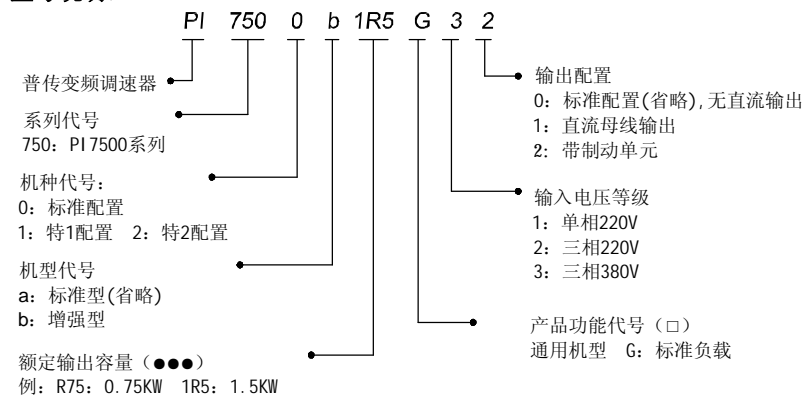 PI 750 0 b 1R5 G 3 2
普传变频调速器
系列代号
750: PI7500系列
机种代号:
0: 标准配置
1: 特1配置 2: 特2配置
机型代号
a: 标准型(省略)
b: 增强型
额定输出容量(●●●)
例: R75: 0.75KW 1R5: 1.5KW
输出配置
0: 标准配置(省略),无直流输出
1: 直流母线输出
2: 带制动单元
输入电压等级
1: 单相220V
2: 三相220V
3: 三相380V
产品功能代号(□)
通用机型 G: 标准负载